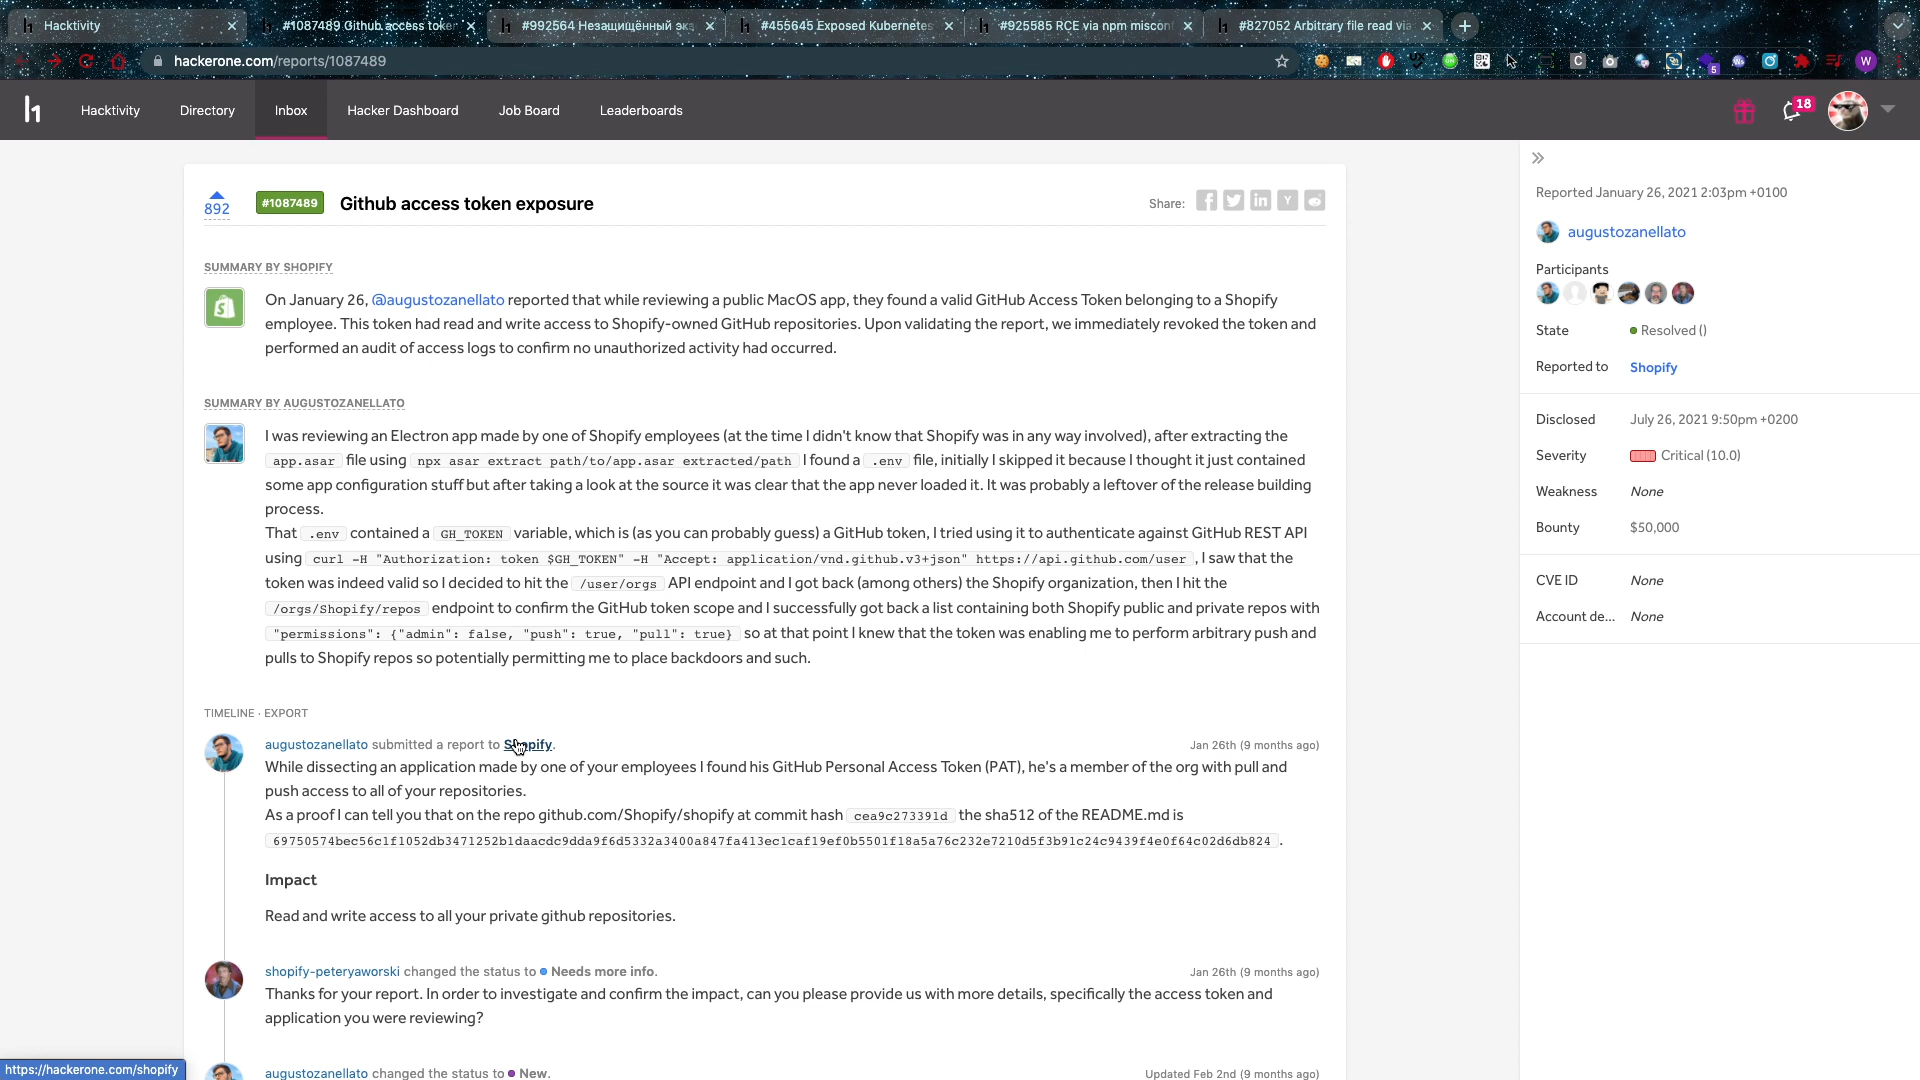 Hacktivity
#1087489 Github access toke
#992564 Незащищённый экз
#455645 Exposed Kubernetes
#925585 RCE via npm miscon
#827052 Arbitrary file read via
hackerone.com/reports/1087489
5
W
Hacktivity
Directory
Inbox
Hacker Dashboard
Job Board
Leaderboards
18
892
#1087489
Github access token exposure
Share:
SUMMARY BY SHOPIFY
On January 26, @augustozanellato reported that while reviewing a public MacOS app, they found a valid GitHub Access Token belonging to a Shopify
employee. This token had read and write access to Shopify-owned GitHub repositories. Upon validating the report, we immediately revoked the token and
performed an audit of access logs to confirm no unauthorized activity had occurred.
SUMMARY BY AUGUSTOZANELLATO
I was reviewing an Electron app made by one of Shopify employees (at the time I didn't know that Shopify was in any way involved), after extracting the
app.asar file using npx asar extract path/to/app.asar extracted/path I found a .env file, initially I skipped it because I thought it just contained
some app configuration stuff but after taking a look at the source it was clear that the app never loaded it. It was probably a leftover of the release building
process.
That .env contained a GH_TOKEN variable, which is (as you can probably guess) a GitHub token, I tried using it to authenticate against GitHub REST API
using curl -H "Authorization: token $GH_TOKEN" -H "Accept: application/vnd.github.v3+json" https://api.github.com/user , I saw that the
token was indeed valid so I decided to hit the /user/orgs API endpoint and I got back (among others) the Shopify organization, then I hit the
/orgs/Shopify/repos endpoint to confirm the GitHub token scope and I successfully got back a list containing both Shopify public and private repos with
"permissions": {"admin": false, "push": true, "pull": true} so at that point I knew that the token was enabling me to perform arbitrary push and
pulls to Shopify repos so potentially permitting me to place backdoors and such.
TIMELINE · EXPORT
augustozanellato submitted a report to Shopify.
Jan 26th (9 months ago)
While dissecting an application made by one of your employees I found his GitHub Personal Access Token (PAT), he's a member of the org with pull and
push access to all of your repositories.
As a proof I can tell you that on the repo github.com/Shopify/shopify at commit hash cea9c273391d the sha512 of the README.md is
69750574bec56c1f1052db3471252b1daacdc9dda9f6d5332a3400a847fa413ec1caf19ef0b5501f18a5a76c232e7210d5f3b91c24c9439f4e0f64c02d6db824 .
Impact
Read and write access to all your private github repositories.
shopify-peteryaworski changed the status to Needs more info.
Jan 26th (9 months ago)
Thanks for your report. In order to investigate and confirm the impact, can you please provide us with more details, specifically the access token and
application you were reviewing?
augustozanellato changed the status to New.
Updated Feb 2nd (9 months ago)
Reported January 26, 2021 2:03pm +0100
augustozanellato
Participants
State
Resolved ()
Reported to
Shopify
Disclosed
July 26, 2021 9:50pm +0200
Severity
Critical (10.0)
Weakness
None
Bounty
$50,000
CVE ID
None
Account de...
None
https://hackerone.com/shopify